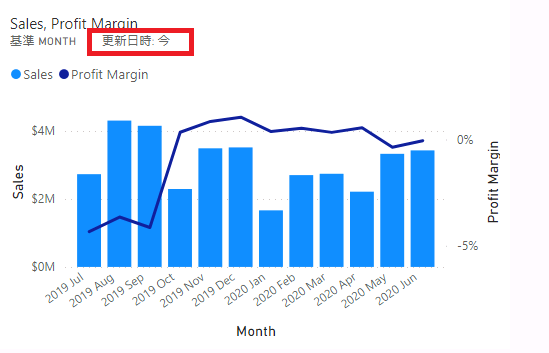 Sales, Profit Margin
基準 MONTH 更新日時: 今
Sales Profit Margin
$4M
$2M
$0M
Sales
0%
-5%
Profit Margin
2019 Jul
2019 Aug
2019 Sep
2019 Oct
2019 Nov
2019 Dec
2020 Jan
2020 Feb
2020 Mar
2020 Apr
2020 May
2020 Jun
Month